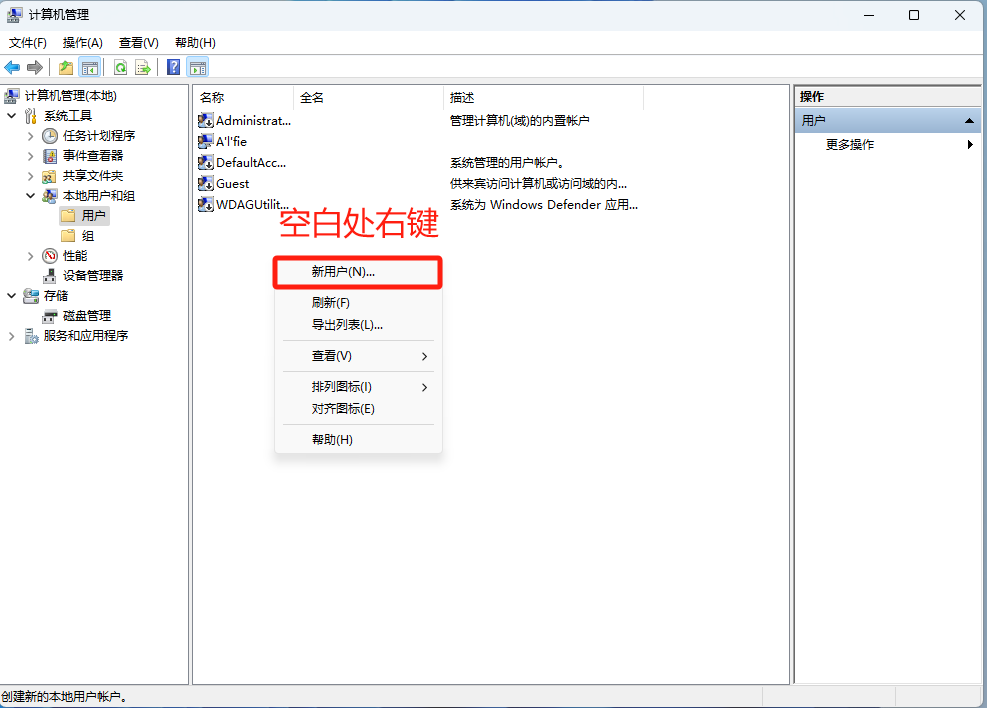 计算机管理
文件(F) 操作(A) 查看(V) 帮助(H)
计算机管理(本地)
系统工具
任务计划程序
事件查看器
共享文件夹
本地用户和组
用户
组
性能
设备管理器
存储
磁盘管理
服务和应用程序
名称 全名 描述
Administrat... 管理计算机(域)的内置帐户
A'l'fie
DefaultAcc... 系统管理的用户帐户。
Guest 供来宾访问计算机或访问域的内...
WDAGUtilit... 系统为 Windows Defender 应用...
空白处右键
新用户(N)...
刷新(F)
导出列表(L)...
查看(V)
排列图标(I)
对齐图标(E)
帮助(H)
操作
用户
更多操作
创建新的本地用户帐户。